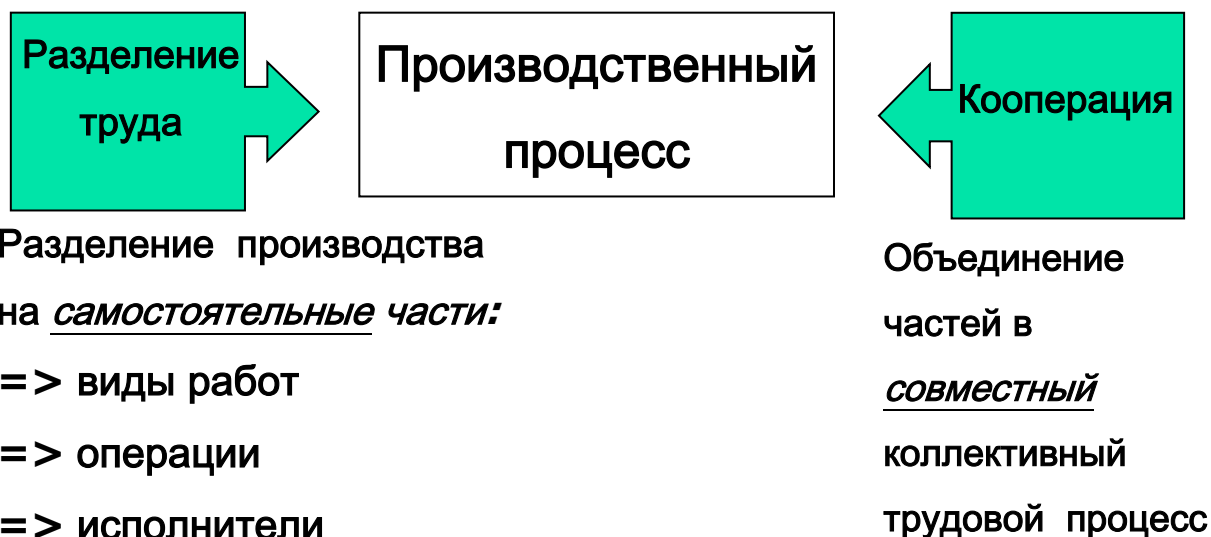 Разделение
труда
Производственный
процесс
Кооперация
Разделение производства
на самостоятельные части:
=> виды работ
=> операции
=> исполнители
Объединение
частей в
совместный
коллективный
трудовой процесс